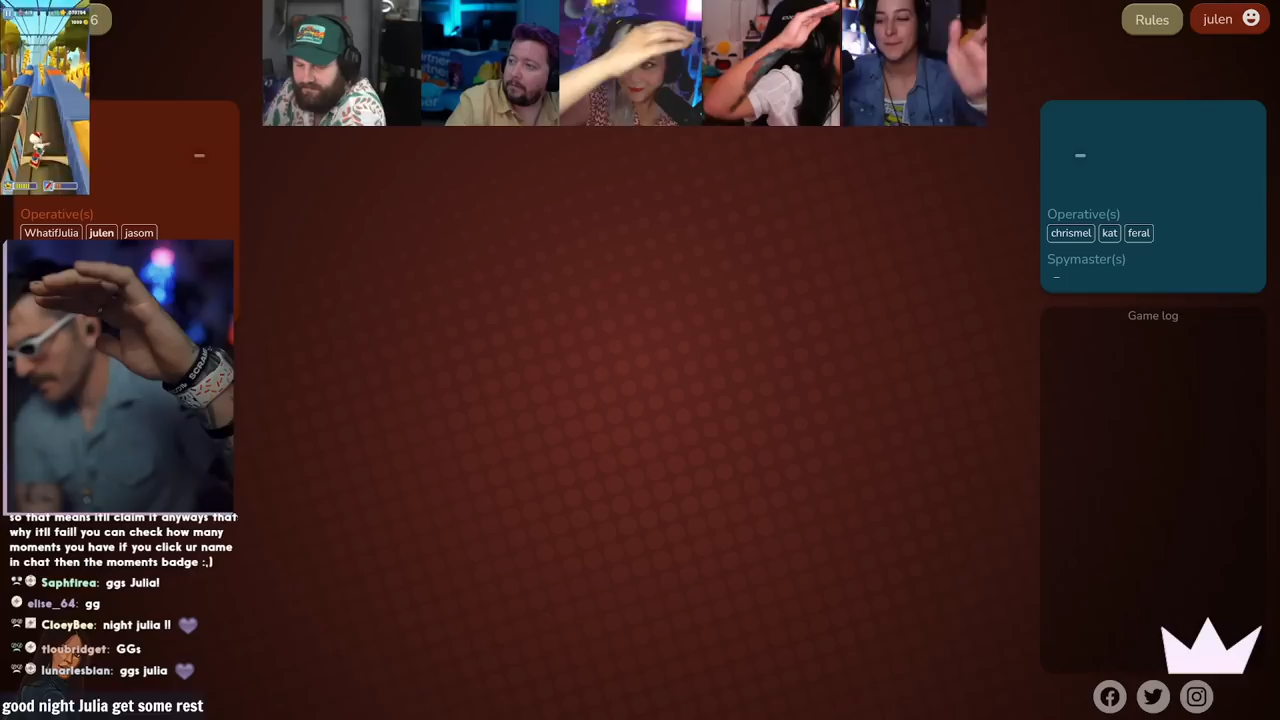 6
Rules
julen
–
Operative(s)
WhatifJulia julen jasom
–
Operative(s)
chrismel kat feral
Spymaster(s)
–
Game log
SCRAM
so that means itll claim it anyways that
why itll faill you can check how many
moments you have if you click ur name
in chat then the moments badge :,)
Saphfirea: ggs Julia!
elise_64: gg
CloeyBee: night julia !!
tloubridget: GGs
lunarlesbian: ggs julia
good night Julia get some rest